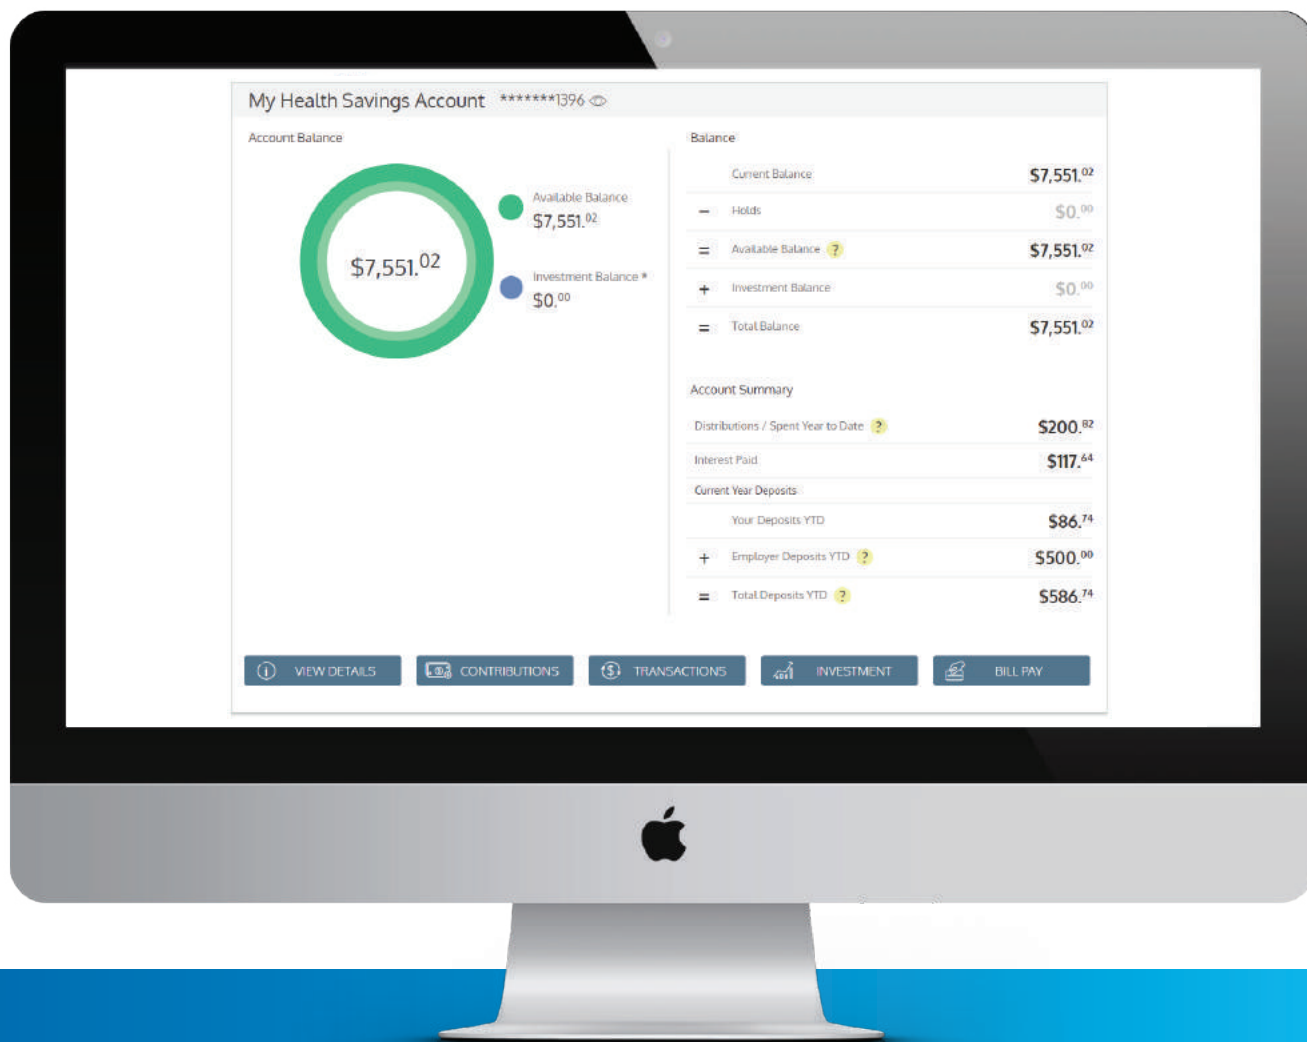 My Health Savings Account *******1396
Account Balance
$7,551.02
Available Balance
$7,551.02
Investment Balance *
$0.00
Balance
Current Balance $7,551.02
− Holds $0.00
= Available Balance ? $7,551.02
+ Investment Balance $0.00
= Total Balance $7,551.02
Account Summary
Distributions / Spent Year to Date ? $200.82
Interest Paid $117.64
Current Year Deposits
Your Deposits YTD $86.74
+ Employer Deposits YTD ? $500.00
= Total Deposits YTD ? $586.74
VIEW DETAILS CONTRIBUTIONS TRANSACTIONS INVESTMENT BILL PAY